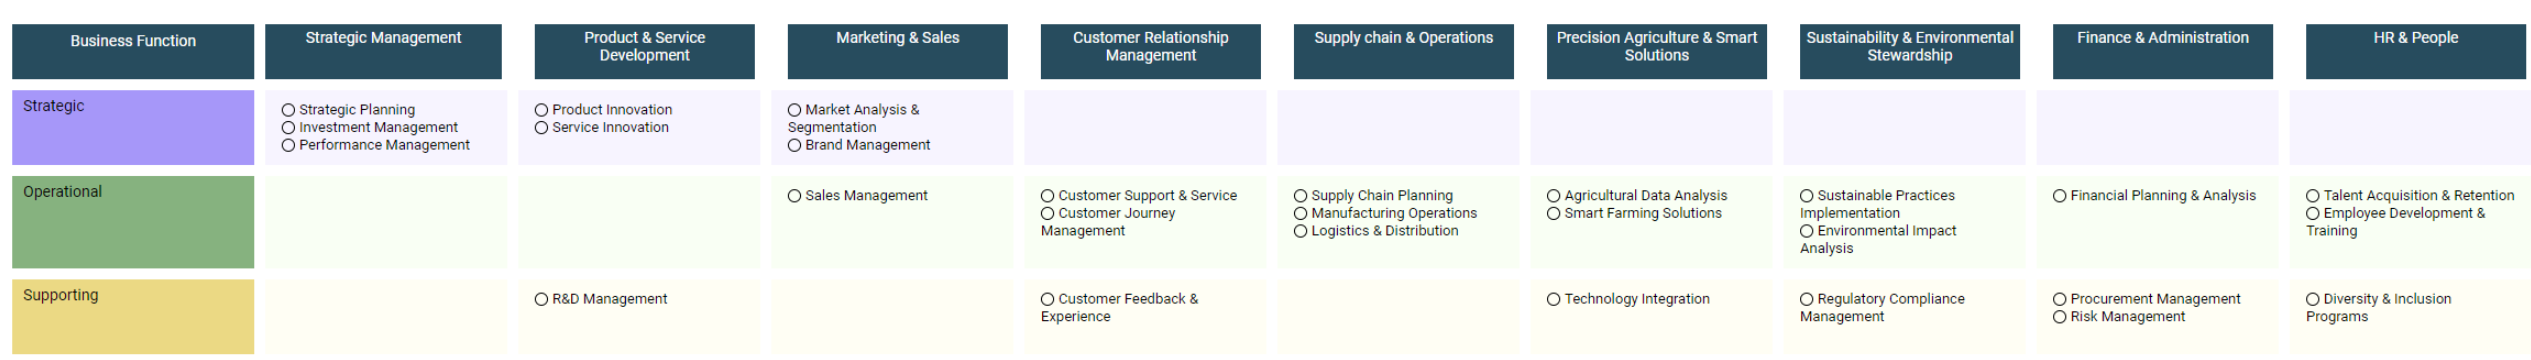 Business Function
Strategic Management
Product & Service
Development
Marketing & Sales
Customer Relationship
Management
Supply chain & Operations
Precision Agriculture & Smart
Solutions
Sustainability & Environmental
Stewardship
Finance & Administration
HR & People
Strategic
Strategic Planning
Investment Management
Performance Management
Product Innovation
Service Innovation
Market Analysis &
Segmentation
Brand Management
Operational
Sales Management
Customer Support & Service
Customer Journey
Management
Supply Chain Planning
Manufacturing Operations
Logistics & Distribution
Agricultural Data Analysis
Smart Farming Solutions
Sustainable Practices
Implementation
Environmental Impact
Analysis
Financial Planning & Analysis
Talent Acquisition & Retention
Employee Development &
Training
Supporting
R&D Management
Customer Feedback &
Experience
Technology Integration
Regulatory Compliance
Management
Procurement Management
Risk Management
Diversity & Inclusion
Programs